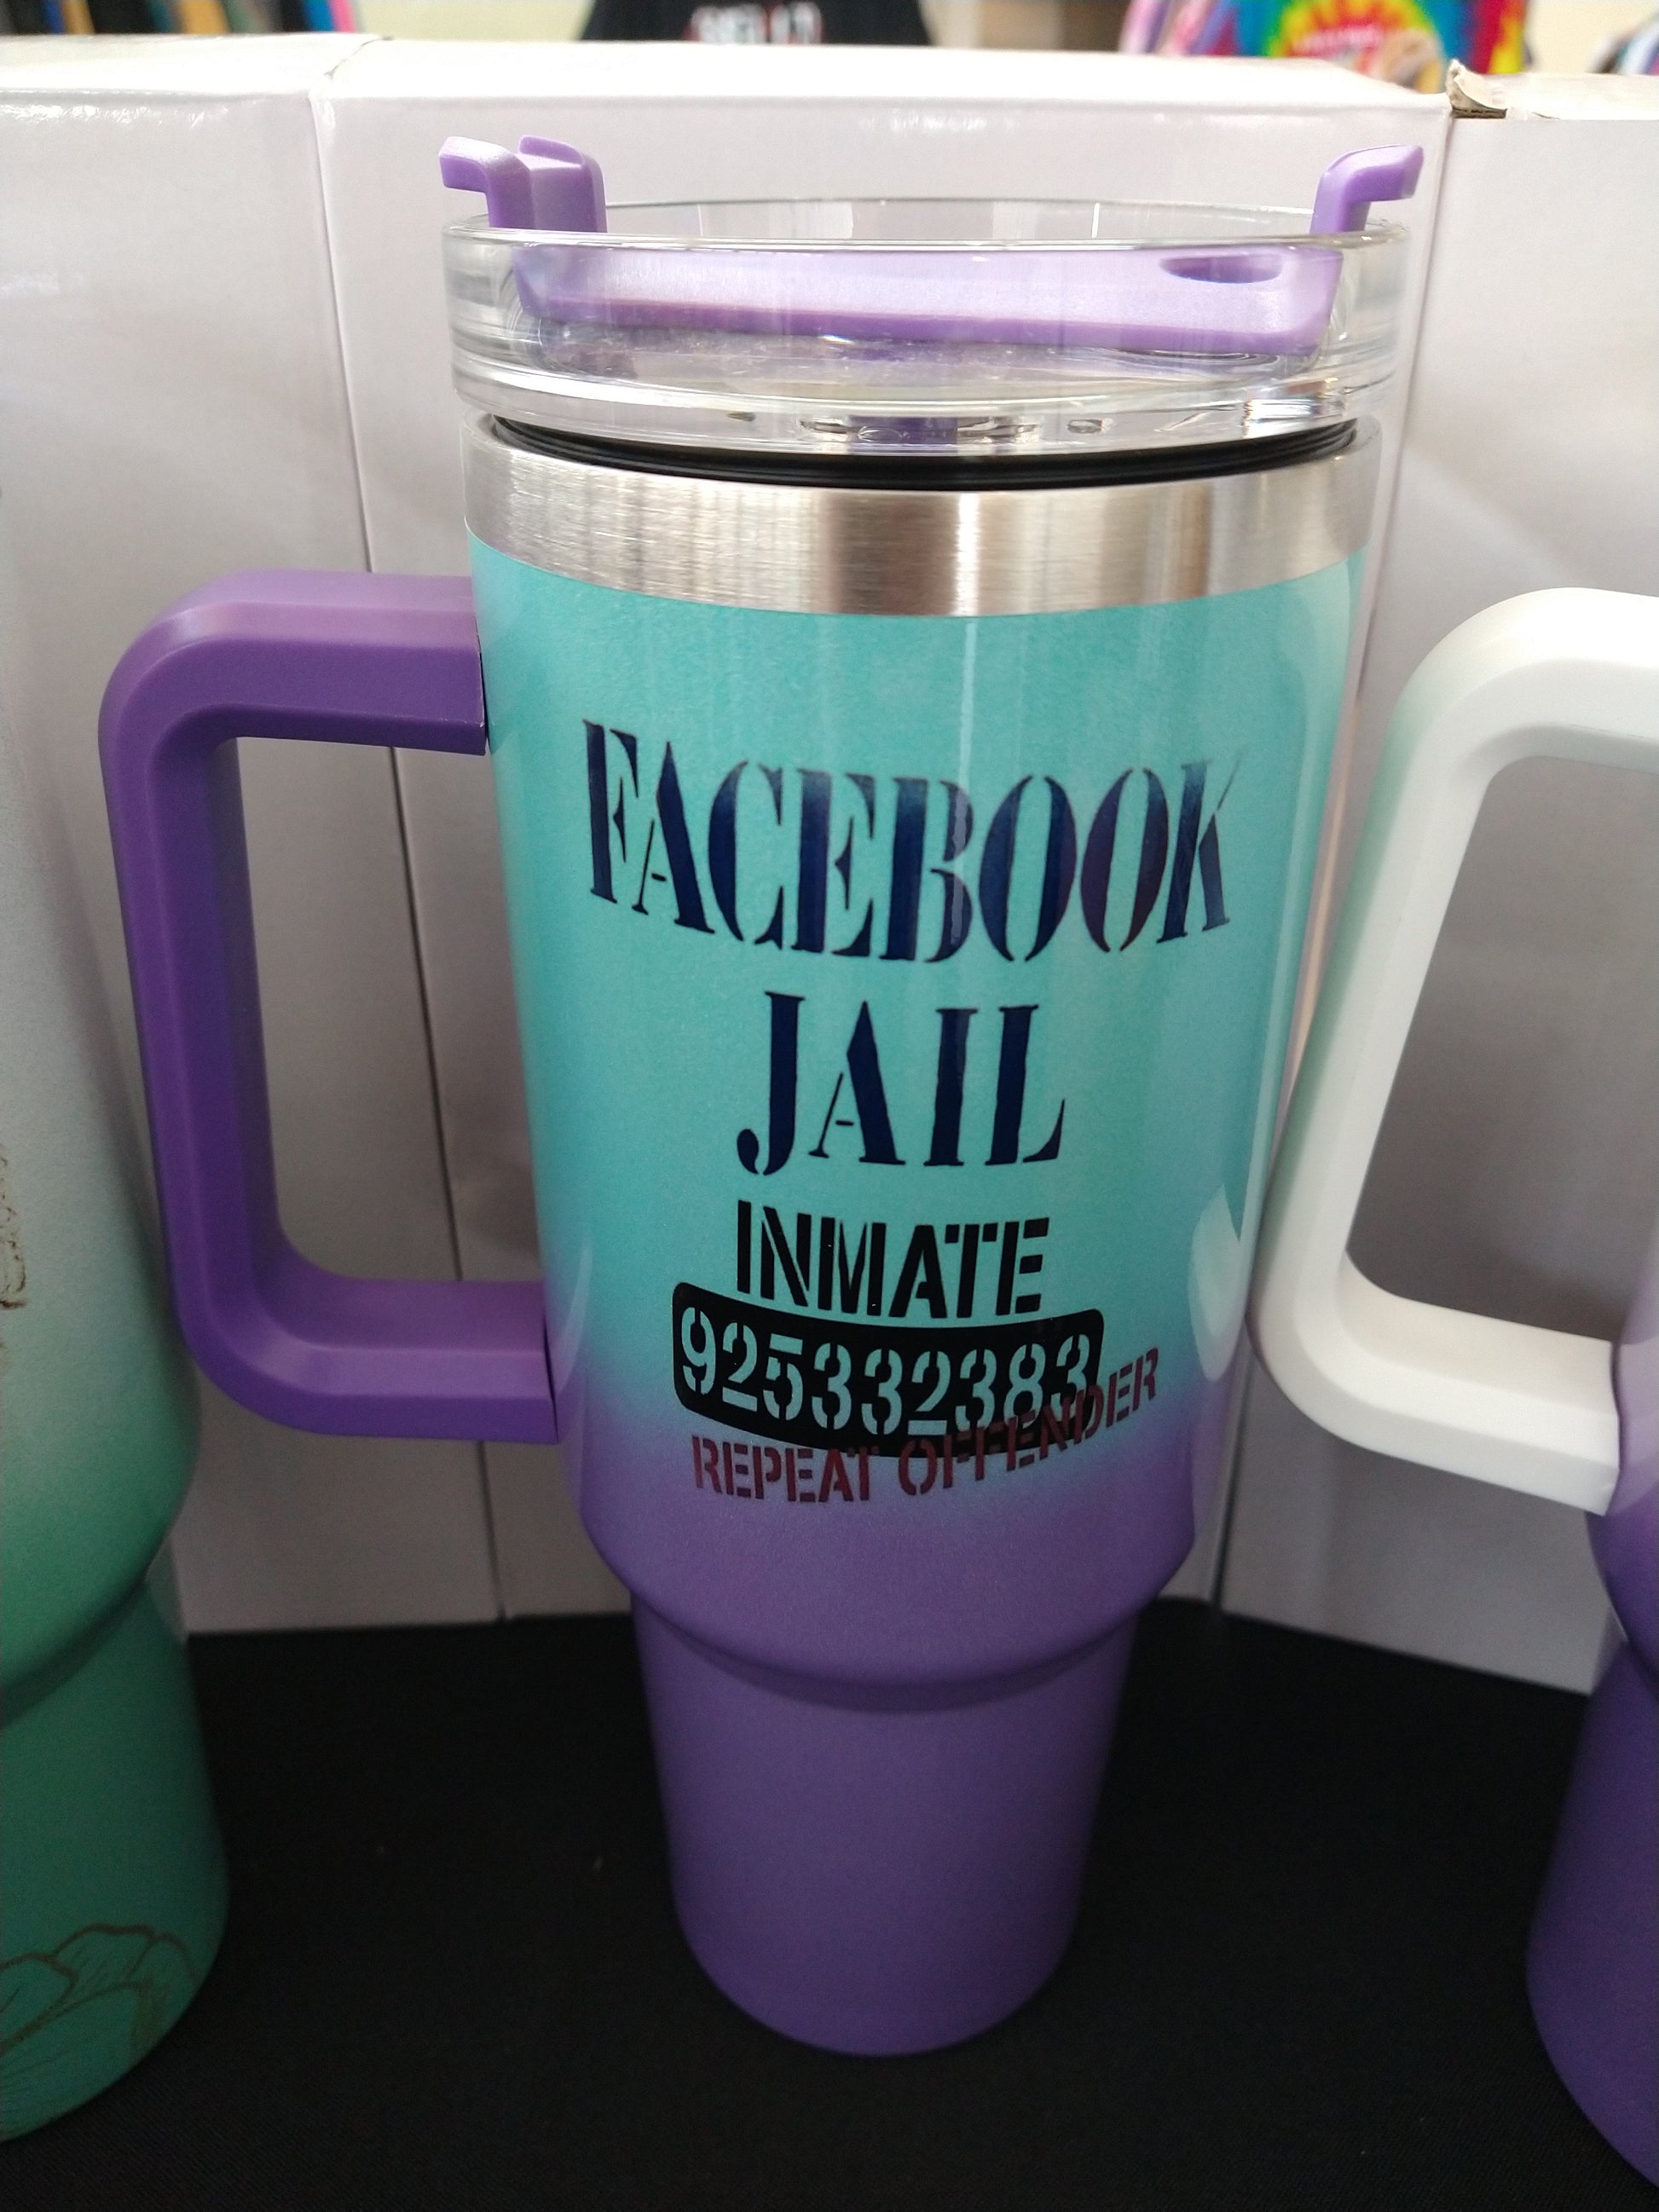 FACEBOOK
JAIL
INMATE
925332383
REPEAT OFFENDER